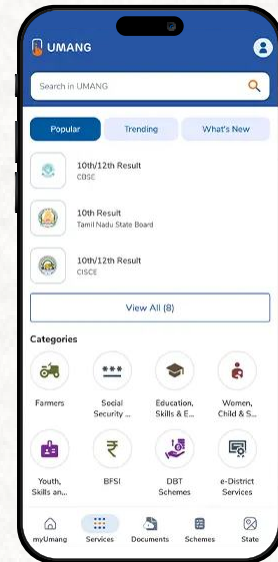 UMANG
Search in UMANG
Popular
Trending
What's New
10th/12th Result
CBSE
10th Result
Tamil Nadu State Board
10th/12th Result
CISCE
View All (8)
Categories
Farmers
Social
Security ...
Education,
Skills & E...
Women,
Child & S...
Youth,
Skills an...
BFSI
DBT
Schemes
e-District
Services
myUmang
Services
Documents
Schemes
State